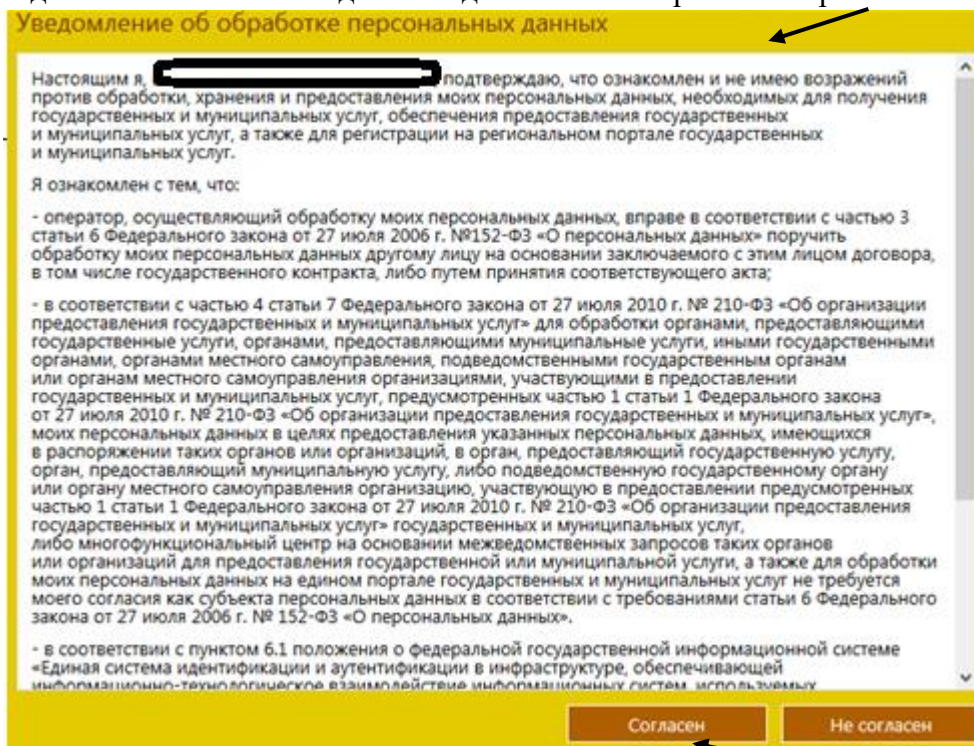 Уведомление об обработке персональных данных
Настоящим я, подтверждаю, что ознакомлен и не имею возражений
против обработки, хранения и предоставления моих персональных данных, необходимых для получения
государственных и муниципальных услуг, обеспечения предоставления государственных
и муниципальных услуг, а также для регистрации на региональном портале государственных
и муниципальных услуг.
Я ознакомлен с тем, что:
- оператор, осуществляющий обработку моих персональных данных, вправе в соответствии с частью 3
статьи 6 Федерального закона от 27 июля 2006 г. №152-ФЗ «О персональных данных» поручить
обработку моих персональных данных другому лицу на основании заключаемого с этим лицом договора,
в том числе государственного контракта, либо путем принятия соответствующего акта;
- в соответствии с частью 4 статьи 7 Федерального закона от 27 июля 2010 г. № 210-ФЗ «Об организации
предоставления государственных и муниципальных услуг» для обработки органами, предоставляющими
государственные услуги, органами, предоставляющими муниципальные услуги, иными государственными
органами, органами местного самоуправления, подведомственными государственным органам
или органам местного самоуправления организациями, участвующими в предоставлении
государственных и муниципальных услуг, предусмотренных частью 1 статьи 1 Федерального закона
от 27 июля 2010 г. № 210-ФЗ «Об организации предоставления государственных и муниципальных услуг»,
моих персональных данных в целях предоставления указанных персональных данных, имеющихся
в распоряжении таких органов или организаций, в орган, предоставляющий государственную услугу,
орган, предоставляющий муниципальную услугу, либо подведомственную государственному органу
или органу местного самоуправления организацию, участвующую в предоставлении предусмотренных
частью 1 статьи 1 Федерального закона от 27 июля 2010 г. № 210-ФЗ «Об организации предоставления
государственных и муниципальных услуг» государственных и муниципальных услуг,
либо многофункциональный центр на основании межведомственных запросов таких органов
или организаций для предоставления государственной или муниципальной услуги, а также для обработки
моих персональных данных на едином портале государственных и муниципальных услуг не требуется
моего согласия как субъекта персональных данных в соответствии с требованиями статьи 6 Федерального
закона от 27 июля 2006 г. № 152-ФЗ «О персональных данных».
- в соответствии с пунктом 6.1 положения о федеральной государственной информационной системе
«Единая система идентификации и аутентификации в инфраструктуре, обеспечивающей
информационно-технологическое взаимодействие информационных систем, используемых
Согласен Не согласен